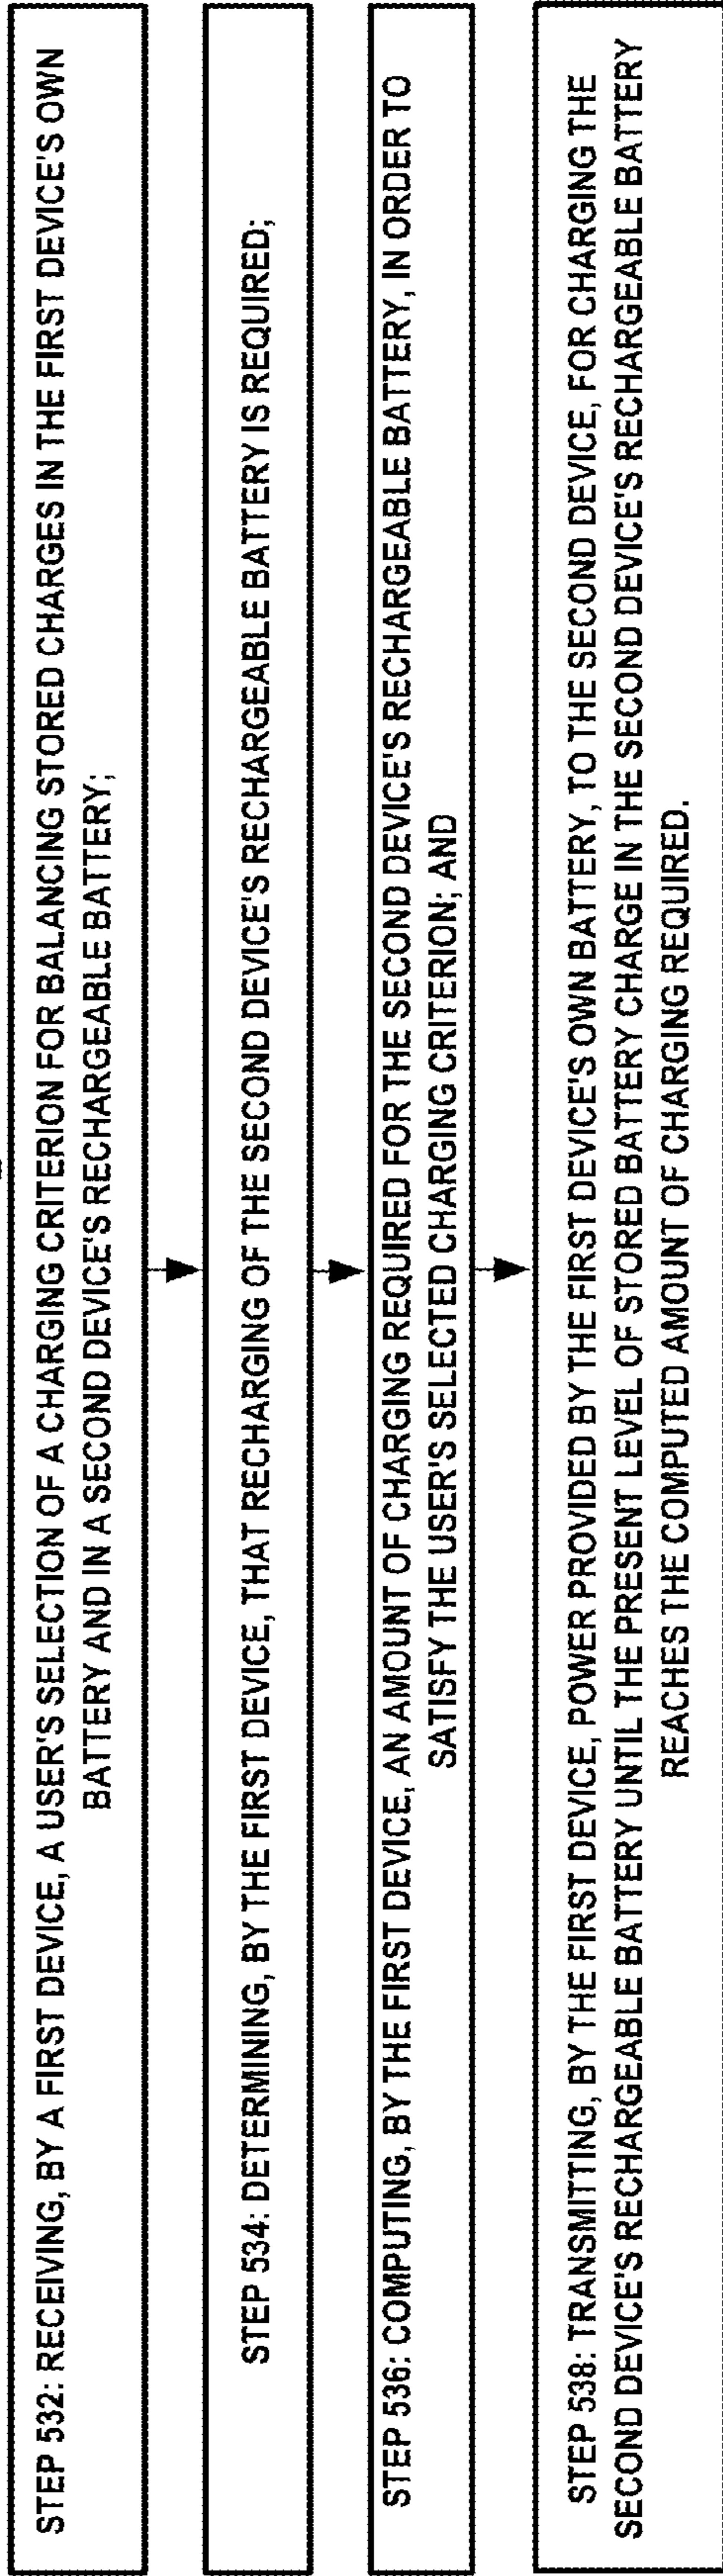 STEP 532: RECEIVING, BY A FIRST DEVICE, A USER'S SELECTION OF A CHARGING CRITERION FOR BALANCING STORED CHARGES IN THE FIRST DEVICE'S OWN
BATTERY AND IN A SECOND DEVICE'S RECHARGEABLE BATTERY;
STEP 534: DETERMINING, BY THE FIRST DEVICE, THAT RECHARGING OF THE SECOND DEVICE'S RECHARGEABLE BATTERY IS REQUIRED;
STEP 536: COMPUTING, BY THE FIRST DEVICE, AN AMOUNT OF CHARGING REQUIRED FOR THE SECOND DEVICE'S RECHARGEABLE BATTERY, IN ORDER TO
SATISFY THE USER'S SELECTED CHARGING CRITERION; AND
STEP 538: TRANSMITTING, BY THE FIRST DEVICE, POWER PROVIDED BY THE FIRST DEVICE'S OWN BATTERY, TO THE SECOND DEVICE, FOR CHARGING THE
SECOND DEVICE'S RECHARGEABLE BATTERY UNTIL THE PRESENT LEVEL OF STORED BATTERY CHARGE IN THE SECOND DEVICE'S RECHARGEABLE BATTERY
REACHES THE COMPUTED AMOUNT OF CHARGING REQUIRED.